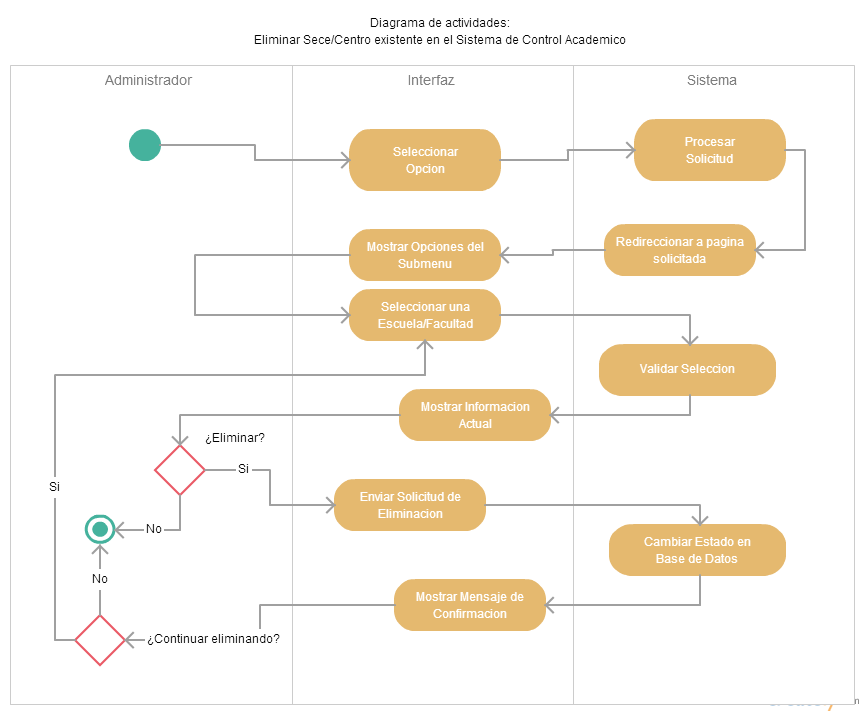 Diagrama de actividades:
Eliminar Sece/Centro existente en el Sistema de Control Academico
Administrador
Interfaz
Sistema
Seleccionar
Opcion
Procesar
Solicitud
Mostrar Opciones del
Submenu
Redireccionar a pagina
solicitada
Seleccionar una
Escuela/Facultad
Validar Seleccion
Mostrar Informacion
Actual
¿Eliminar?
Si
Si
Enviar Solicitud de
Eliminacion
No
Cambiar Estado en
Base de Datos
No
Mostrar Mensaje de
Confirmacion
¿Continuar eliminando?